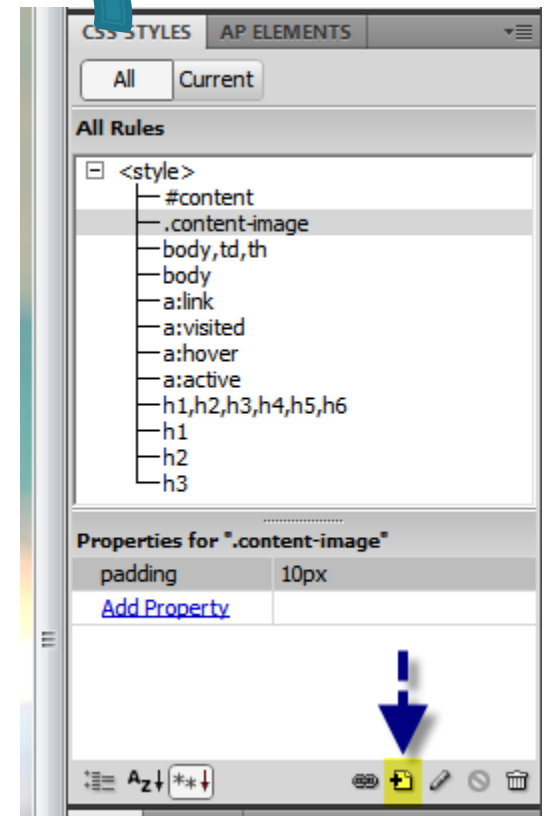 CSS STYLES AP ELEMENTS
All Current
All Rules
<style>
#content
.content-image
body,td,th
body
a:link
a:visited
a:hover
a:active
h1,h2,h3,h4,h5,h6
h1
h2
h3
Properties for ".content-image"
padding 10px
Add Property
Az↓ **↓